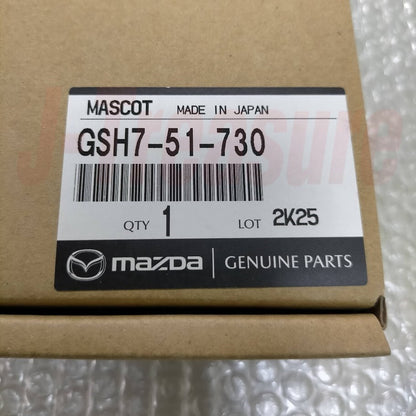 MASCOT MADE IN JAPAN
GSH7-51-730
QTY 1 LOT 2K25
mazda GENUINE PARTS